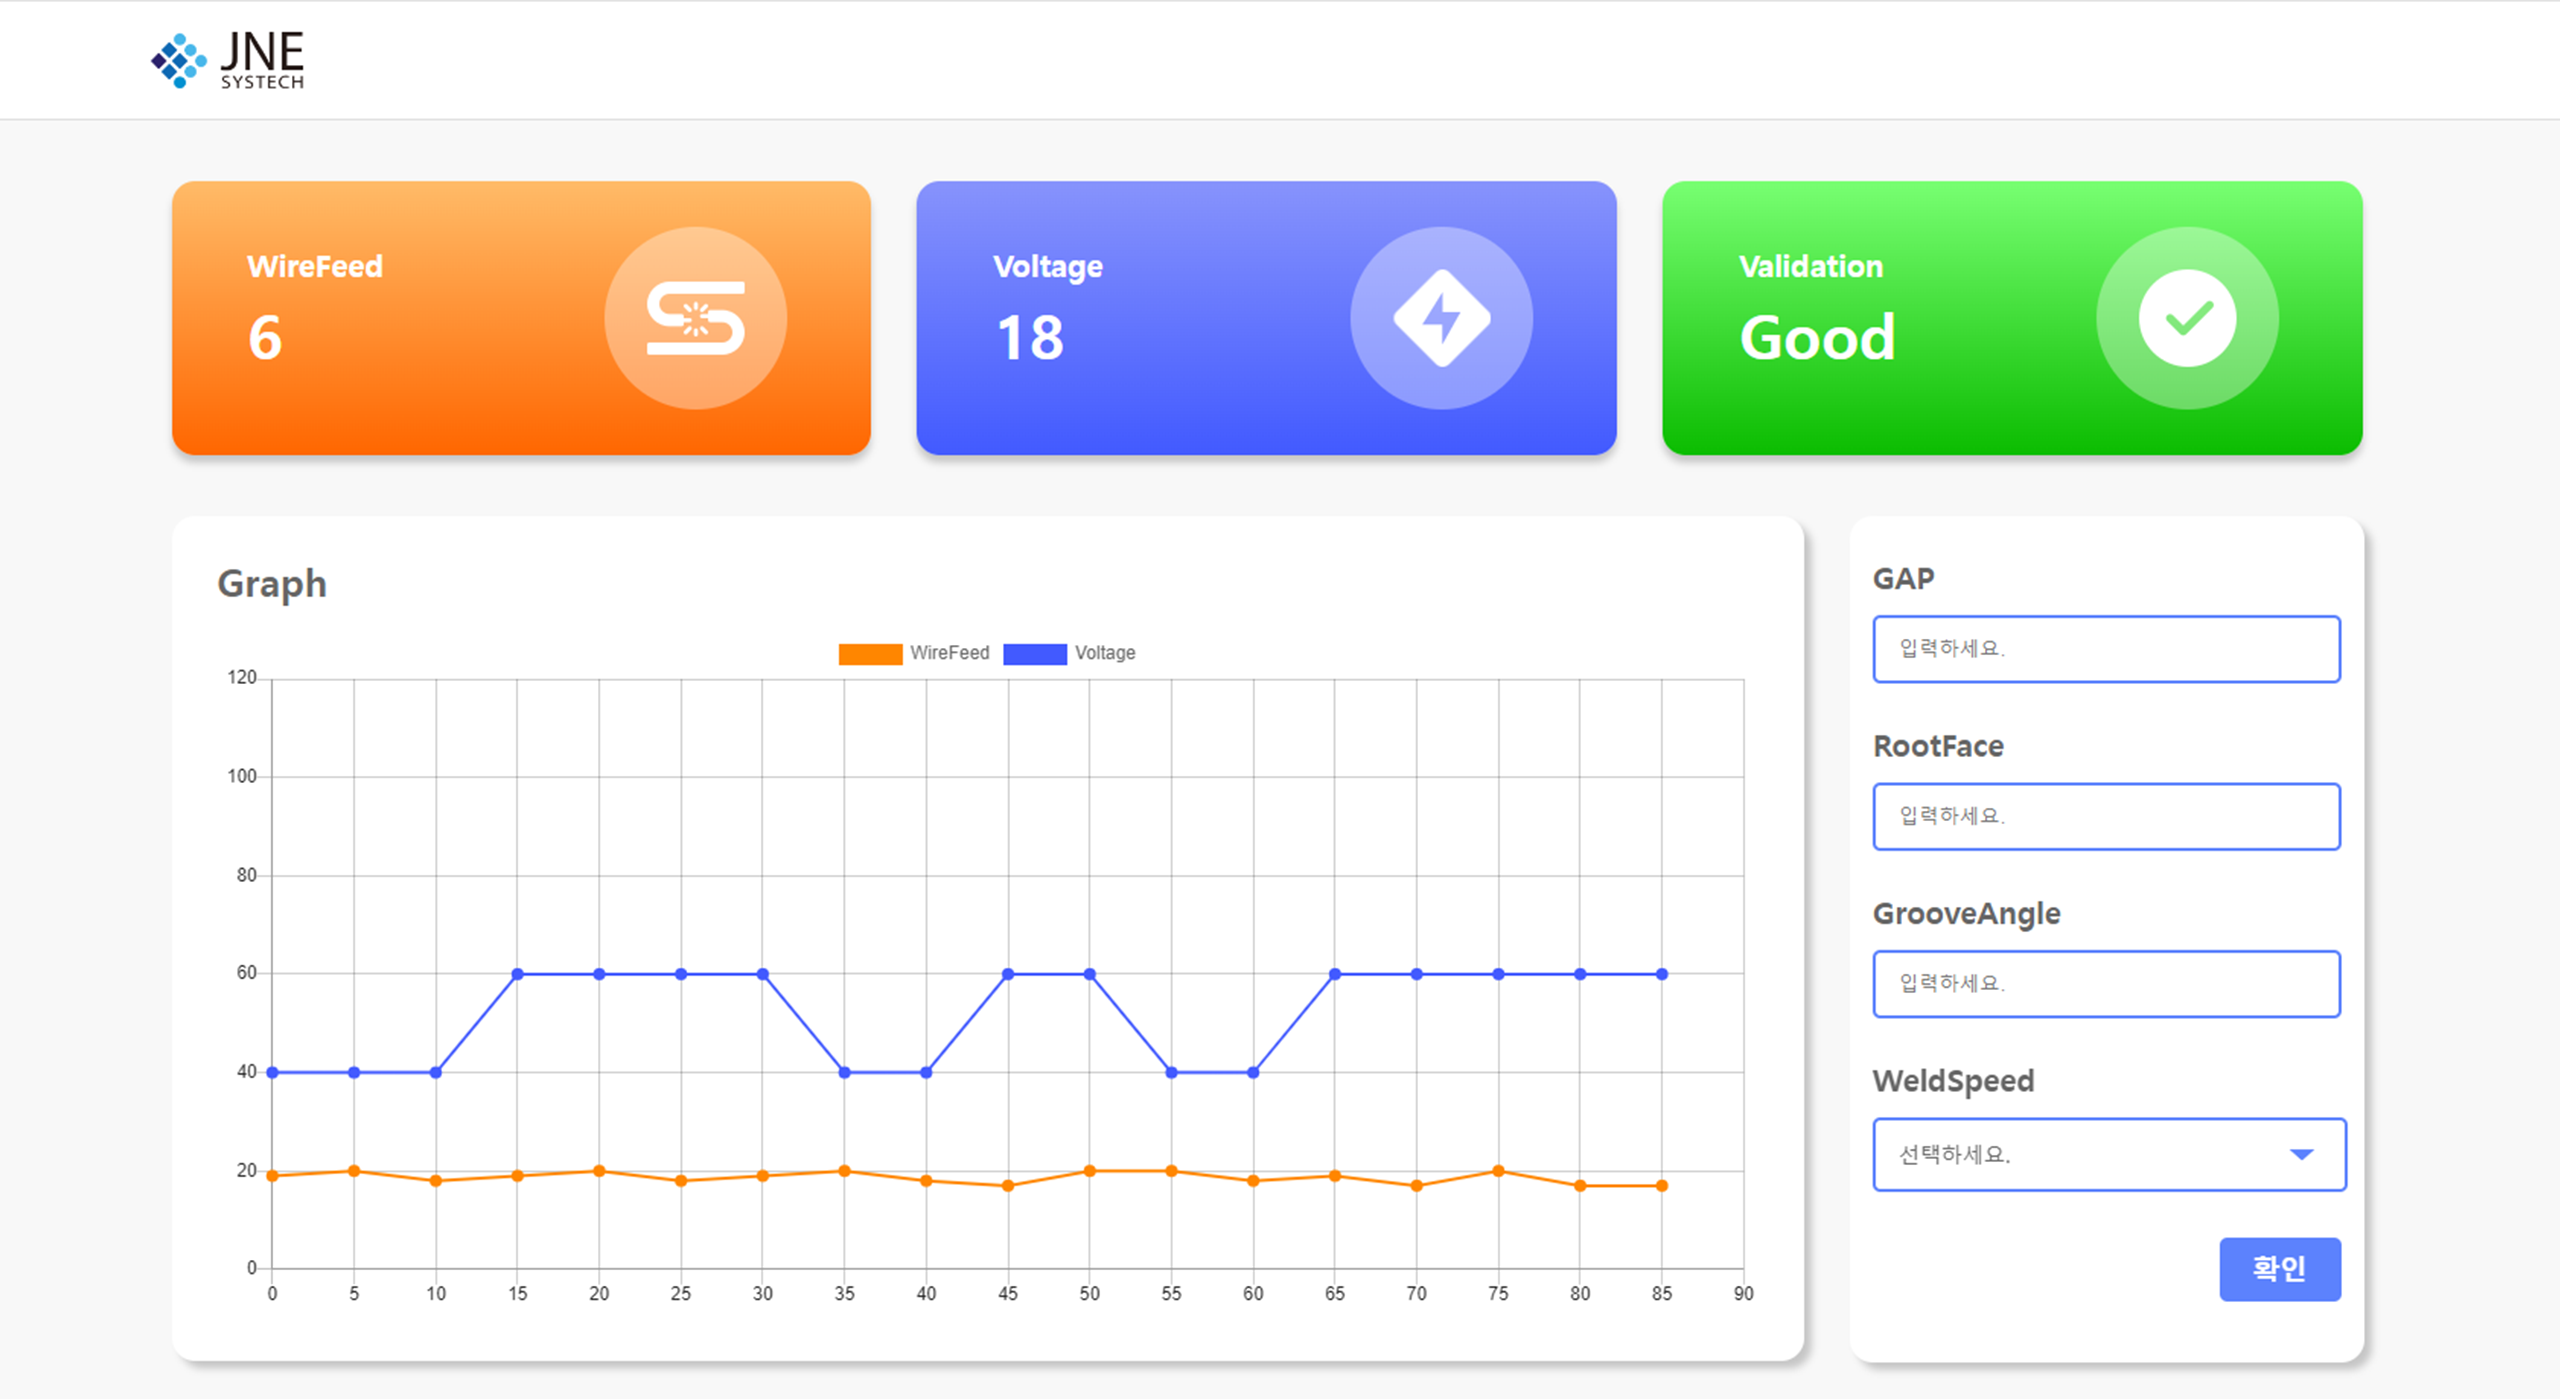 JNE
SYSTECH
WireFeed
6
Voltage
18
Validation
Good
Graph
WireFeed Voltage
120
100
80
60
40
20
0
0 5 10 15 20 25 30 35 40 45 50 55 60 65 70 75 80 85 90
GAP
입력하세요.
RootFace
입력하세요.
GrooveAngle
입력하세요.
WeldSpeed
선택하세요.
확인